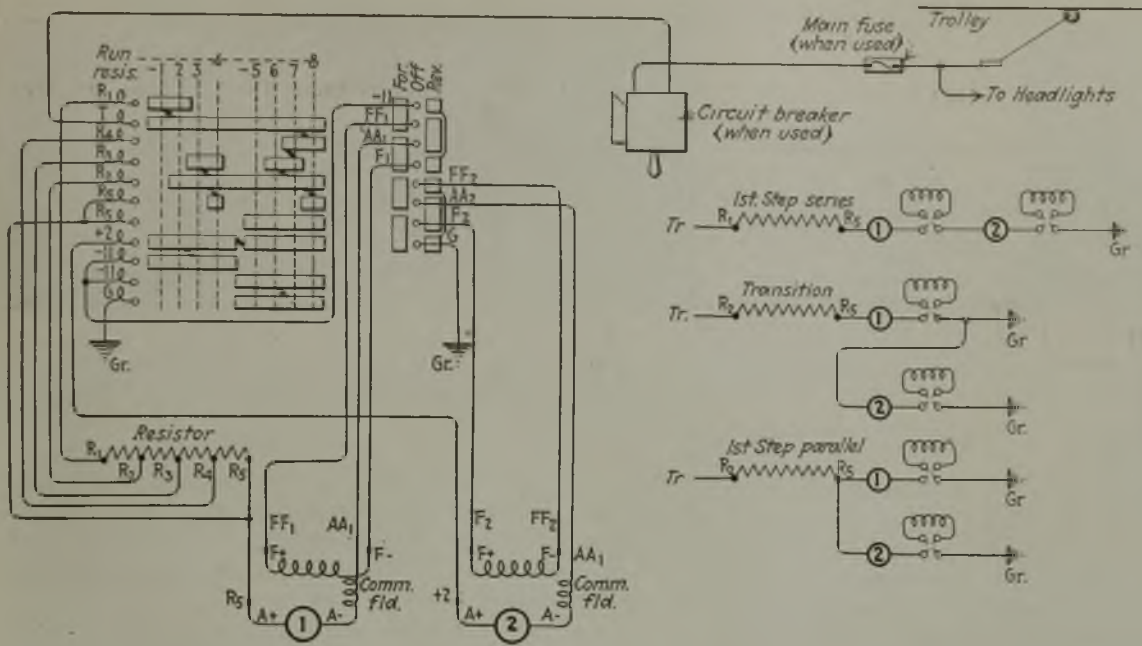 Run resis.
1 2 3 4 5 6 7 8
R₁
T
R₄
R₃
R₂
R₅
+2
-11
-11
G
For
Off
Rev.
-11
FF₁
AA₁
F₁
FF₂
AA₂
F₂
G
Gr.
Gr.
Trolley
Main fuse
(when used)
To Headlights
Circuit breaker
(when used)
1st. Step series
Tr R₁ R₅ 1 2 Gr
Transition
Tr. R₂ R₅ 1 Gr
2 Gr.
1st Step parallel
Tr R₂ R₅ 1 Gr
2 Gr.
Resistor
R₁ R₂ R₃ R₄ R₅
FF₁ AA₁
F+ F-
Comm.
fld.
R₅ A+ 1 A-
F₂ FF₂
F+ F- AA₁
Comm.
fld.
+2 A+ 2 A-